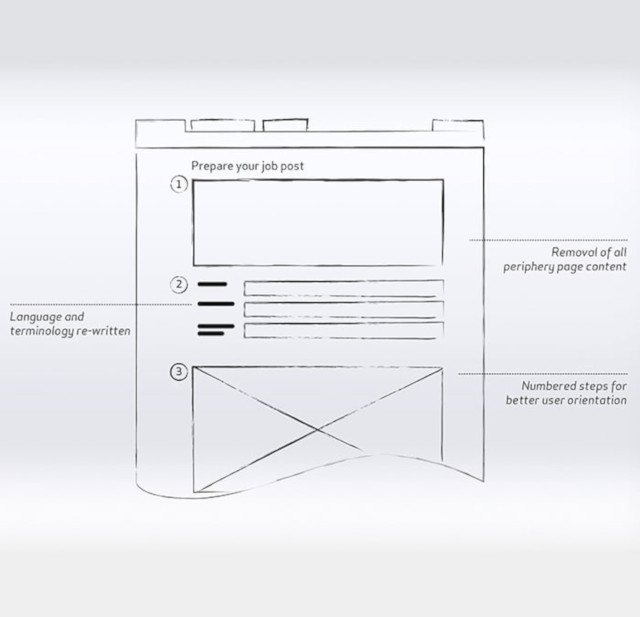 Prepare your job post
1
Removal of all
periphery page content
2
Language and
terminology re-written
3
Numbered steps for
better user orientation